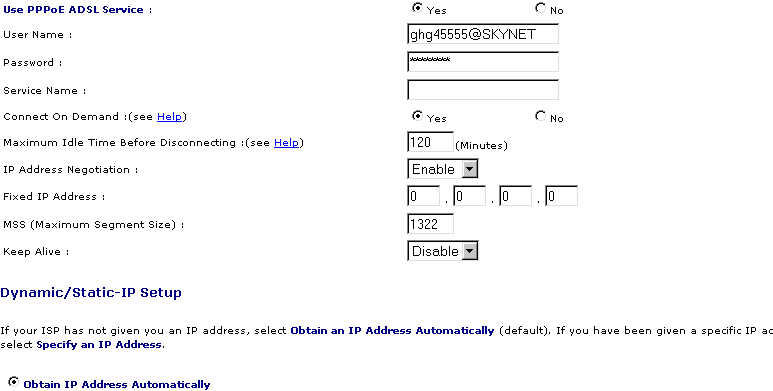 Use PPPoE ADSL Service : Yes No
User Name : ghg45555@SKYNET
Password : *********
Service Name :
Connect On Demand :(see Help) Yes No
Maximum Idle Time Before Disconnecting :(see Help) 120 (Minutes)
IP Address Negotiation : Enable
Fixed IP Address : 0 . 0 . 0 . 0
MSS (Maximum Segment Size) : 1322
Keep Alive : Disable
Dynamic/Static-IP Setup
If your ISP has not given you an IP address, select Obtain an IP Address Automatically (default). If you have been given a specific IP ac
select Specify an IP Address.
Obtain IP Address Automatically